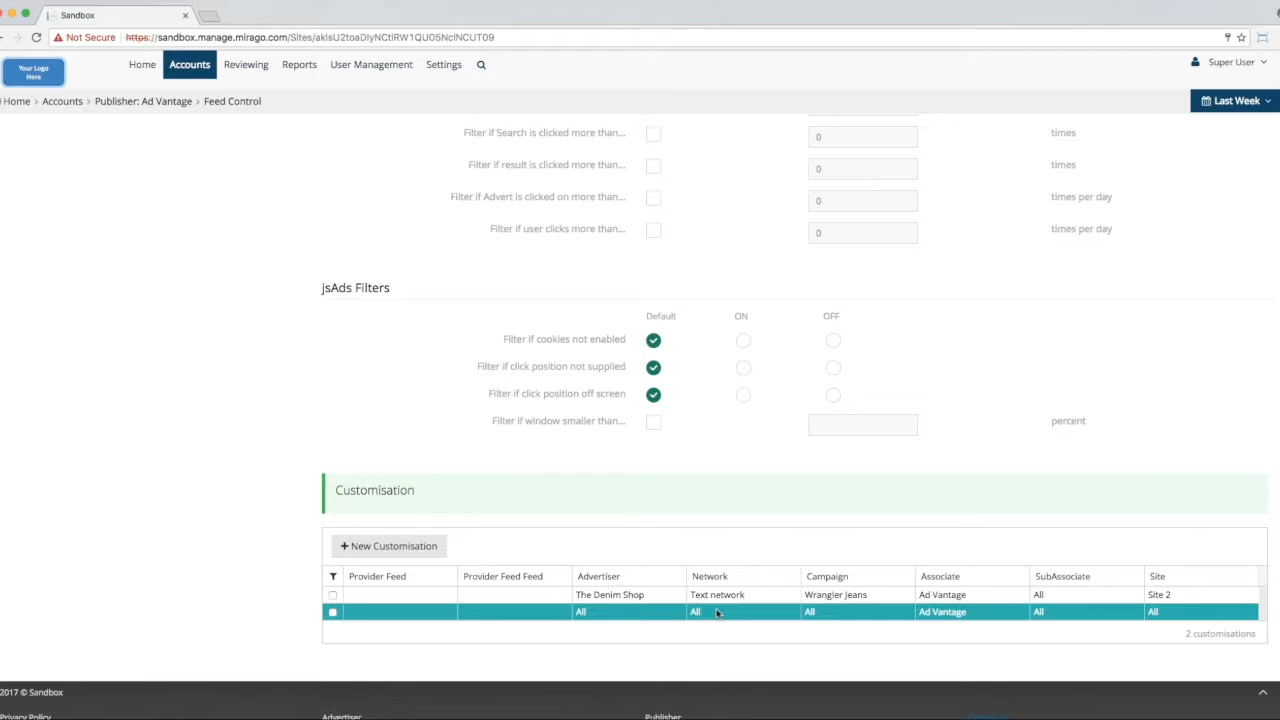 Sandbox
Not Secure https://sandbox.manage.mirago.com/Sites/
Your Logo Here
Home Accounts Reviewing Reports User Management Settings
Super User
Home > Accounts > Publisher: Ad Vantage > Feed Control
Last Week
Filter if Search is clicked more than... 0 times
Filter if result is clicked more than... 0 times
Filter if Advert is clicked on more than... 0 times per day
Filter if user clicks more than... 0 times per day
jsAds Filters
Default ON OFF
Filter if cookies not enabled
Filter if click position not supplied
Filter if click position off screen
Filter if window smaller than... percent
Customisation
+ New Customisation
Provider Feed Provider Feed Feed Advertiser Network Campaign Associate SubAssociate Site
The Denim Shop Text network Wrangler Jeans Ad Vantage All Site 2
All All All Ad Vantage All All
2 customisations
2017 © Sandbox
Privacy Policy Advertiser Publisher